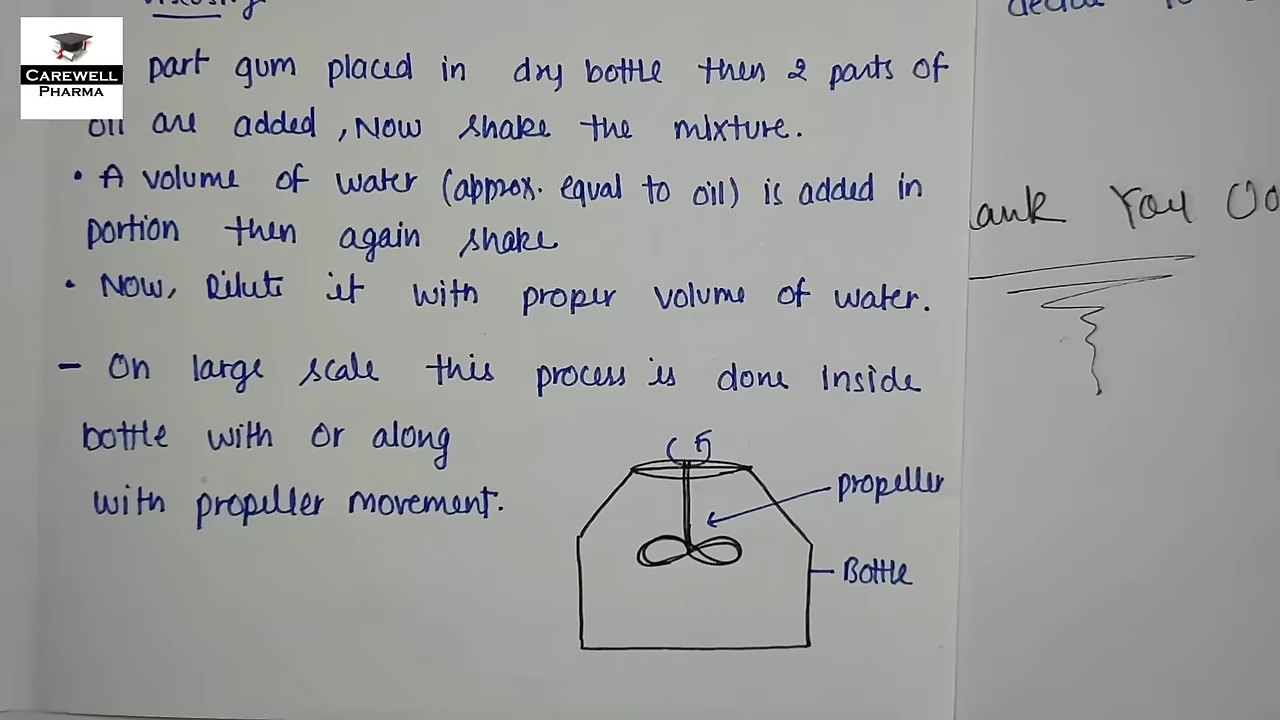 viscosity
CAREWELL
PHARMA
part gum placed in dry bottle then 2 parts of
oil are added, Now shake the mixture.
• A volume of water (approx. equal to oil) is added in
portion then again shake
• Now, Dilute it with proper volume of water.
- On large scale this process is done inside
bottle with or along
with propeller movement.
propeller
Bottle
ank You